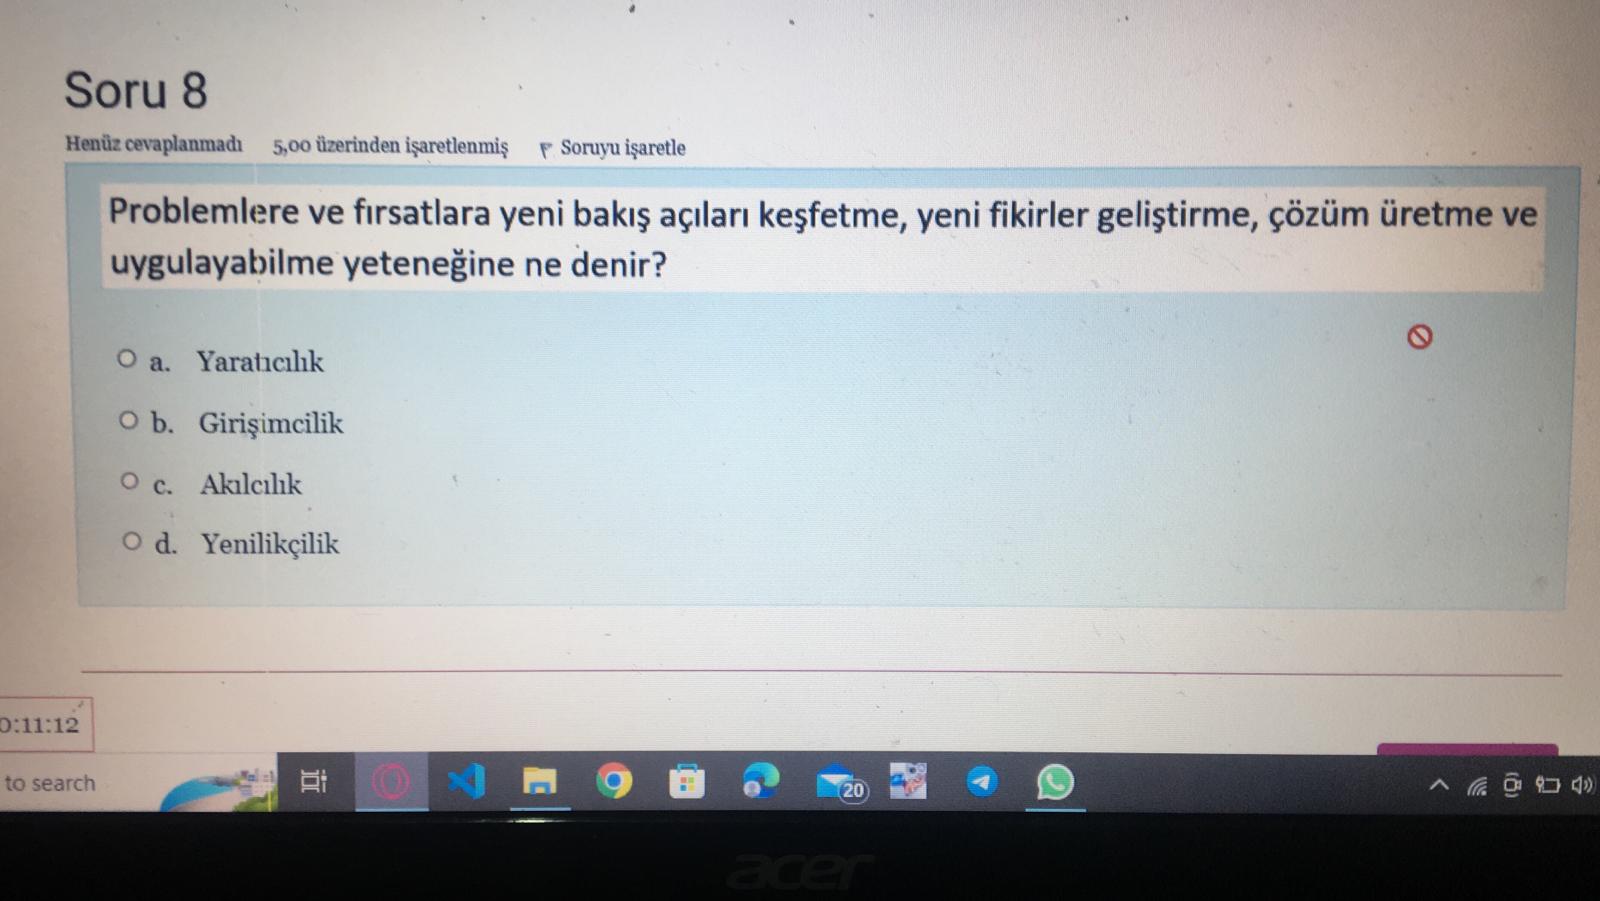 Soru 8
Henüz cevaplanmadı 5,00 üzerinden işaretlenmiş Soruyu işaretle
Problemlere ve fırsatlara yeni bakış açıları keşfetme, yeni fikirler geliştirme, çözüm üretme ve
uygulayabilme yeteneğine ne denir?
a. Yaratıcılık
b. Girişimcilik
c. Akılcılık
d. Yenilikçilik
0:11:12
to search
20
acer